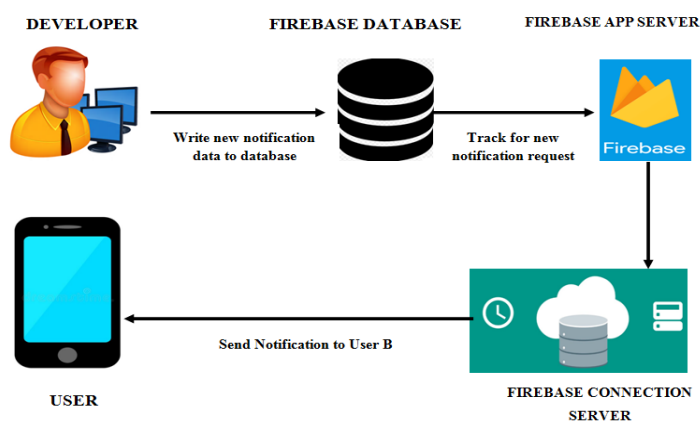 DEVELOPER
FIREBASE DATABASE
FIREBASE APP SERVER
Write new notification
data to database
Track for new
notification request
Firebase
Send Notification to User B
USER
FIREBASE CONNECTION
SERVER